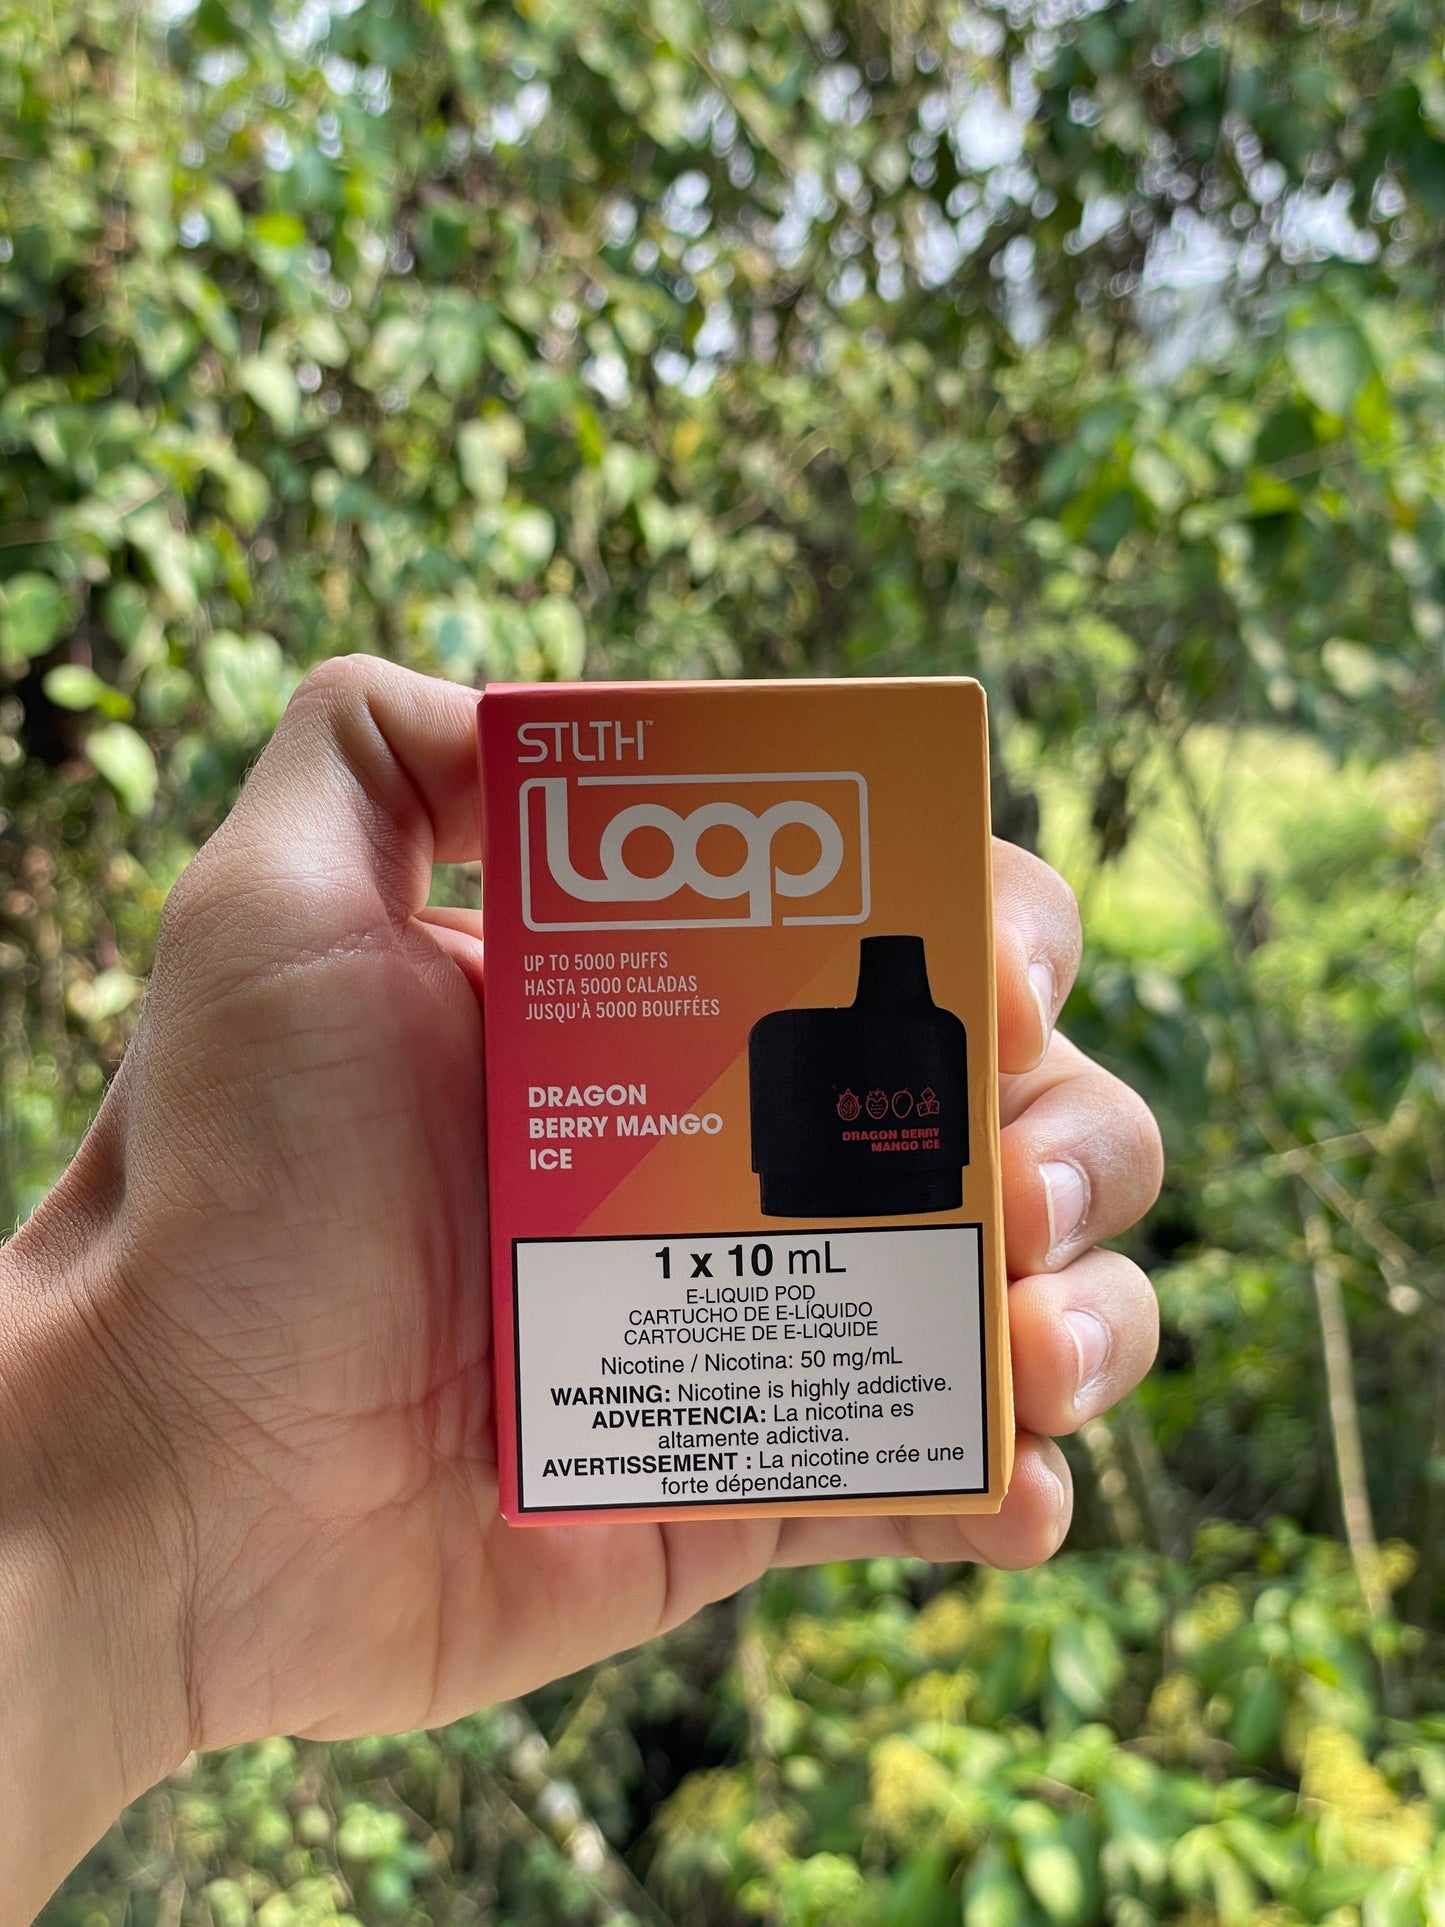 STLTH™
Loop
UP TO 5000 PUFFS
HASTA 5000 CALADAS
JUSQU'À 5000 BOUFFÉES
DRAGON
BERRY MANGO
ICE
DRAGON BERRY
MANGO ICE
1 x 10 mL
E-LIQUID POD
CARTUCHO DE E-LÍQUIDO
CARTOUCHE DE E-LIQUIDE
Nicotine / Nicotina: 50 mg/mL
WARNING: Nicotine is highly addictive.
ADVERTENCIA: La nicotina es
altamente adictiva.
AVERTISSEMENT : La nicotine crée une
forte dépendance.